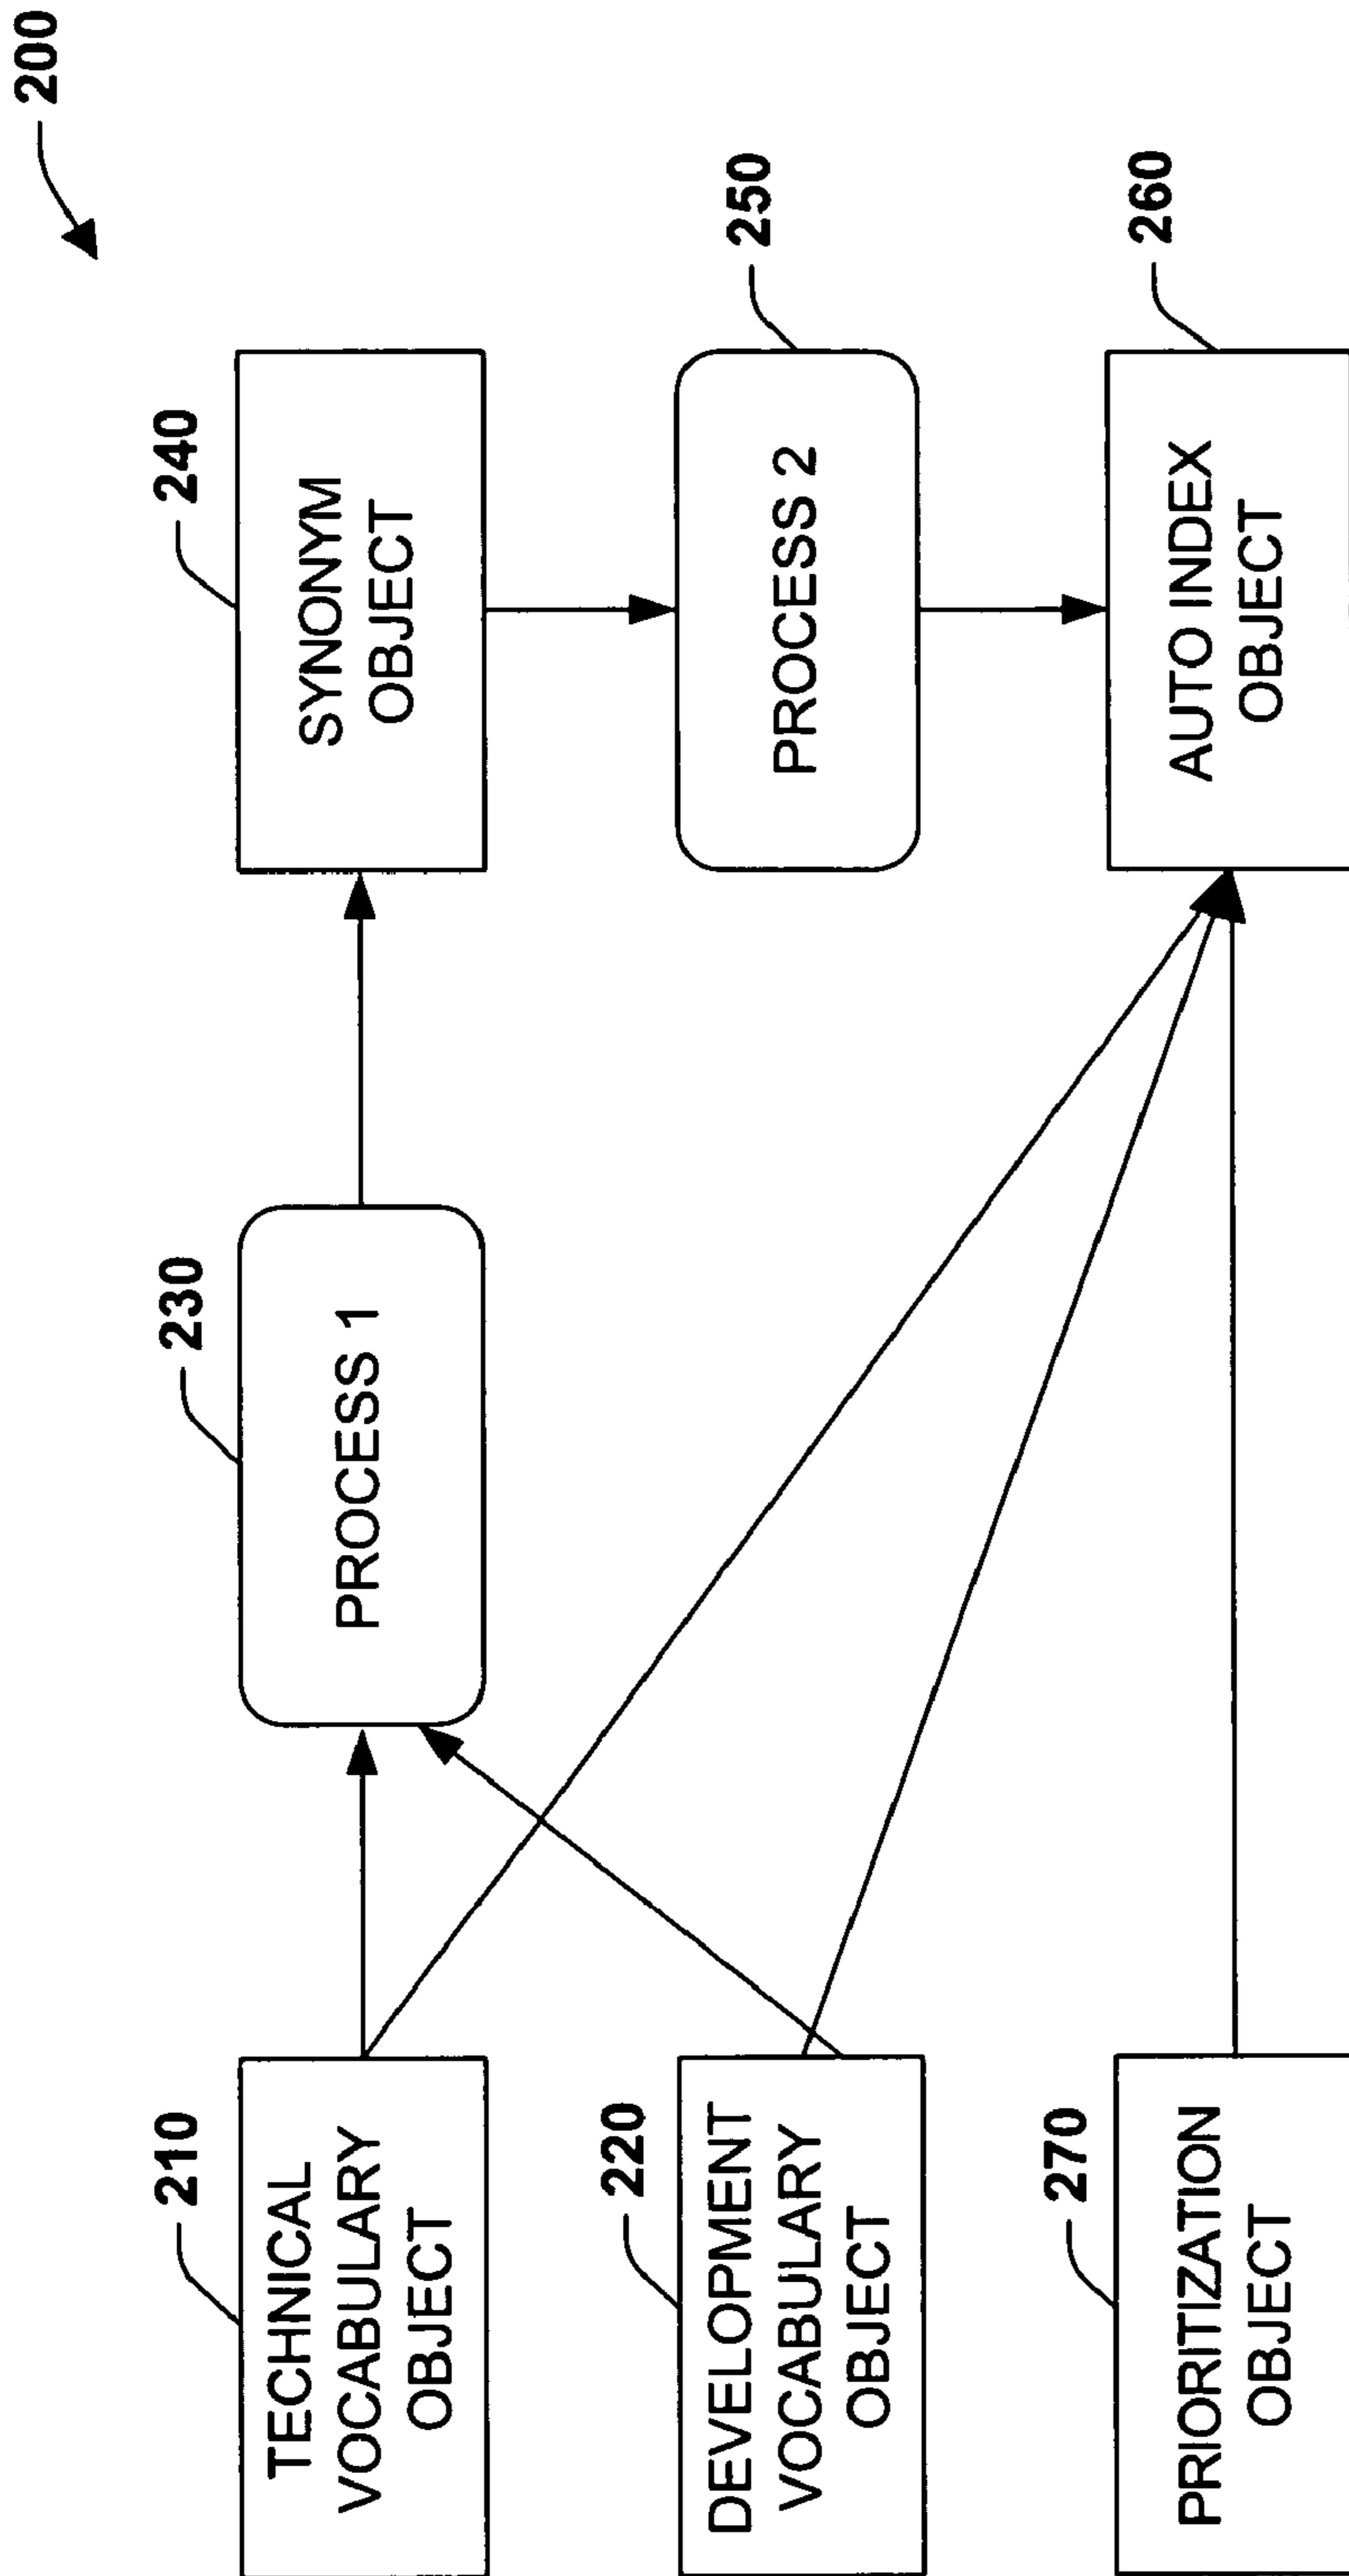 200
210
TECHNICAL
VOCABULARY
OBJECT
230
PROCESS 1
240
SYNONYM
OBJECT
220
DEVELOPMENT
VOCABULARY
OBJECT
250
PROCESS 2
270
PRIORITIZATION
OBJECT
260
AUTO INDEX
OBJECT